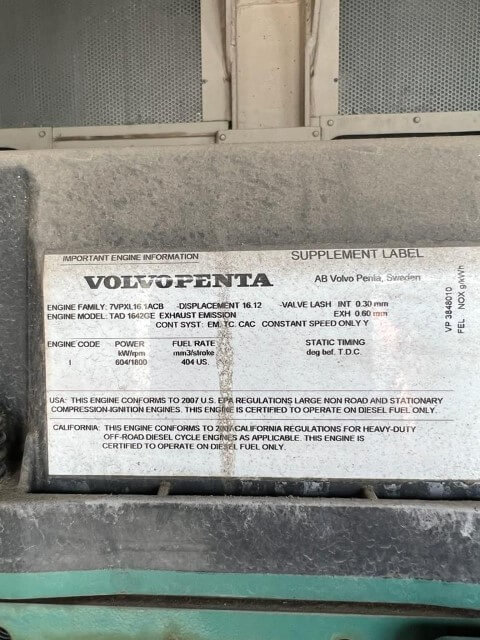 IMPORTANT ENGINE INFORMATION SUPPLEMENT LABEL
VOLVO PENTA AB Volvo Penta, Sweden
ENGINE FAMILY: 7VPXL16.1ACB DISPLACEMENT 16.12 VALVE LASH INT 0.30 mm
ENGINE MODEL: TAD 1642GE EXHAUST EMISSION EXH 0.60 mm
CONT SYST: EM, TC, CAC CONSTANT SPEED ONLY Y
ENGINE CODE POWER FUEL RATE STATIC TIMING
kW/rpm mm3/stroke deg bef. T.D.C.
I 604/1800 404 US.
USA: THIS ENGINE CONFORMS TO 2007 U.S. EPA REGULATIONS LARGE NON ROAD AND STATIONARY
COMPRESSION-IGNITION ENGINES. THIS ENGINE IS CERTIFIED TO OPERATE ON DIESEL FUEL ONLY.
CALIFORNIA: THIS ENGINE CONFORMS TO 2007 CALIFORNIA REGULATIONS FOR HEAVY-DUTY
OFF-ROAD DIESEL CYCLE ENGINES AS APPLICABLE. THIS ENGINE IS
CERTIFIED TO OPERATE ON DIESEL FUEL ONLY.
VP 3848010
FEL: NOX g/kWh